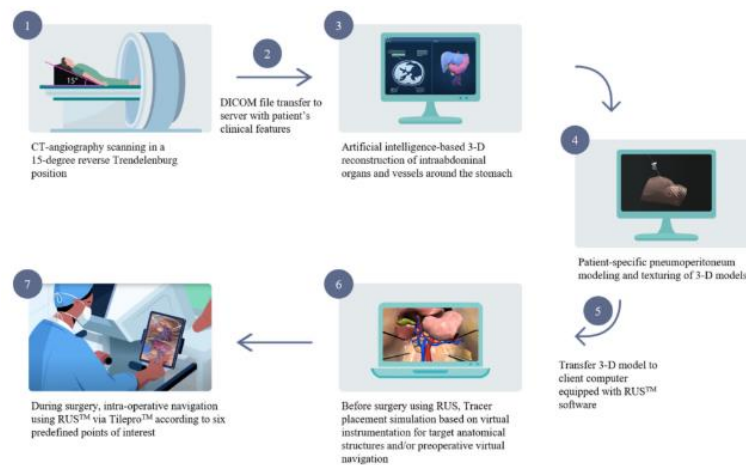 1
CT-angiography scanning in a
15-degree reverse Trendelenburg
position
15°
2
DICOM file transfer to
server with patient's
clinical features
3
Artificial intelligence-based 3-D
reconstruction of intraabdominal
organs and vessels around the stomach
4
Patient-specific pneumoperitoneum
modeling and texturing of 3-D models
5
Transfer 3-D model to
client computer
equipped with RUS™
software
6
Before surgery using RUS, Tracer
placement simulation based on virtual
instrumentation for target anatomical
structures and/or preoperative virtual
navigation
7
During surgery, intra-operative navigation
using RUS™ via Tilepro™ according to six
predefined points of interest